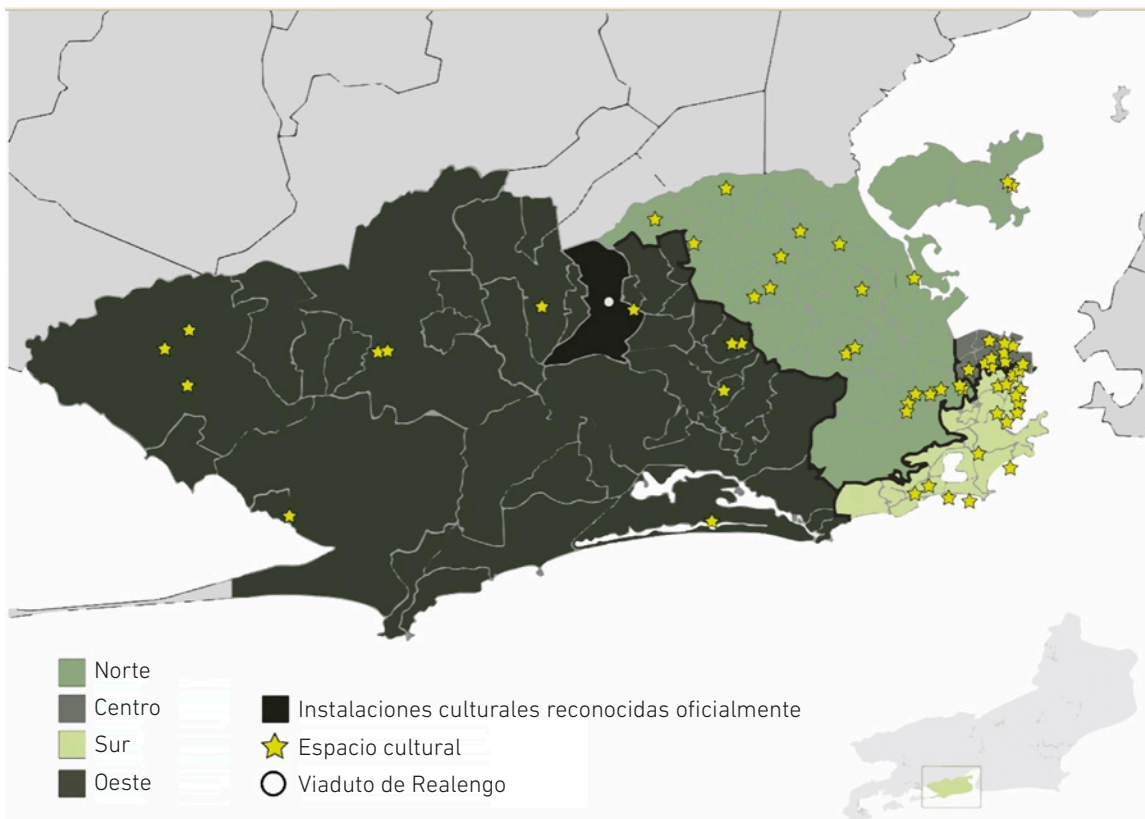 Norte
Centro
Sur
Oeste
Instalaciones culturales reconocidas oficialmente
Espacio cultural
Viaduto de Realengo